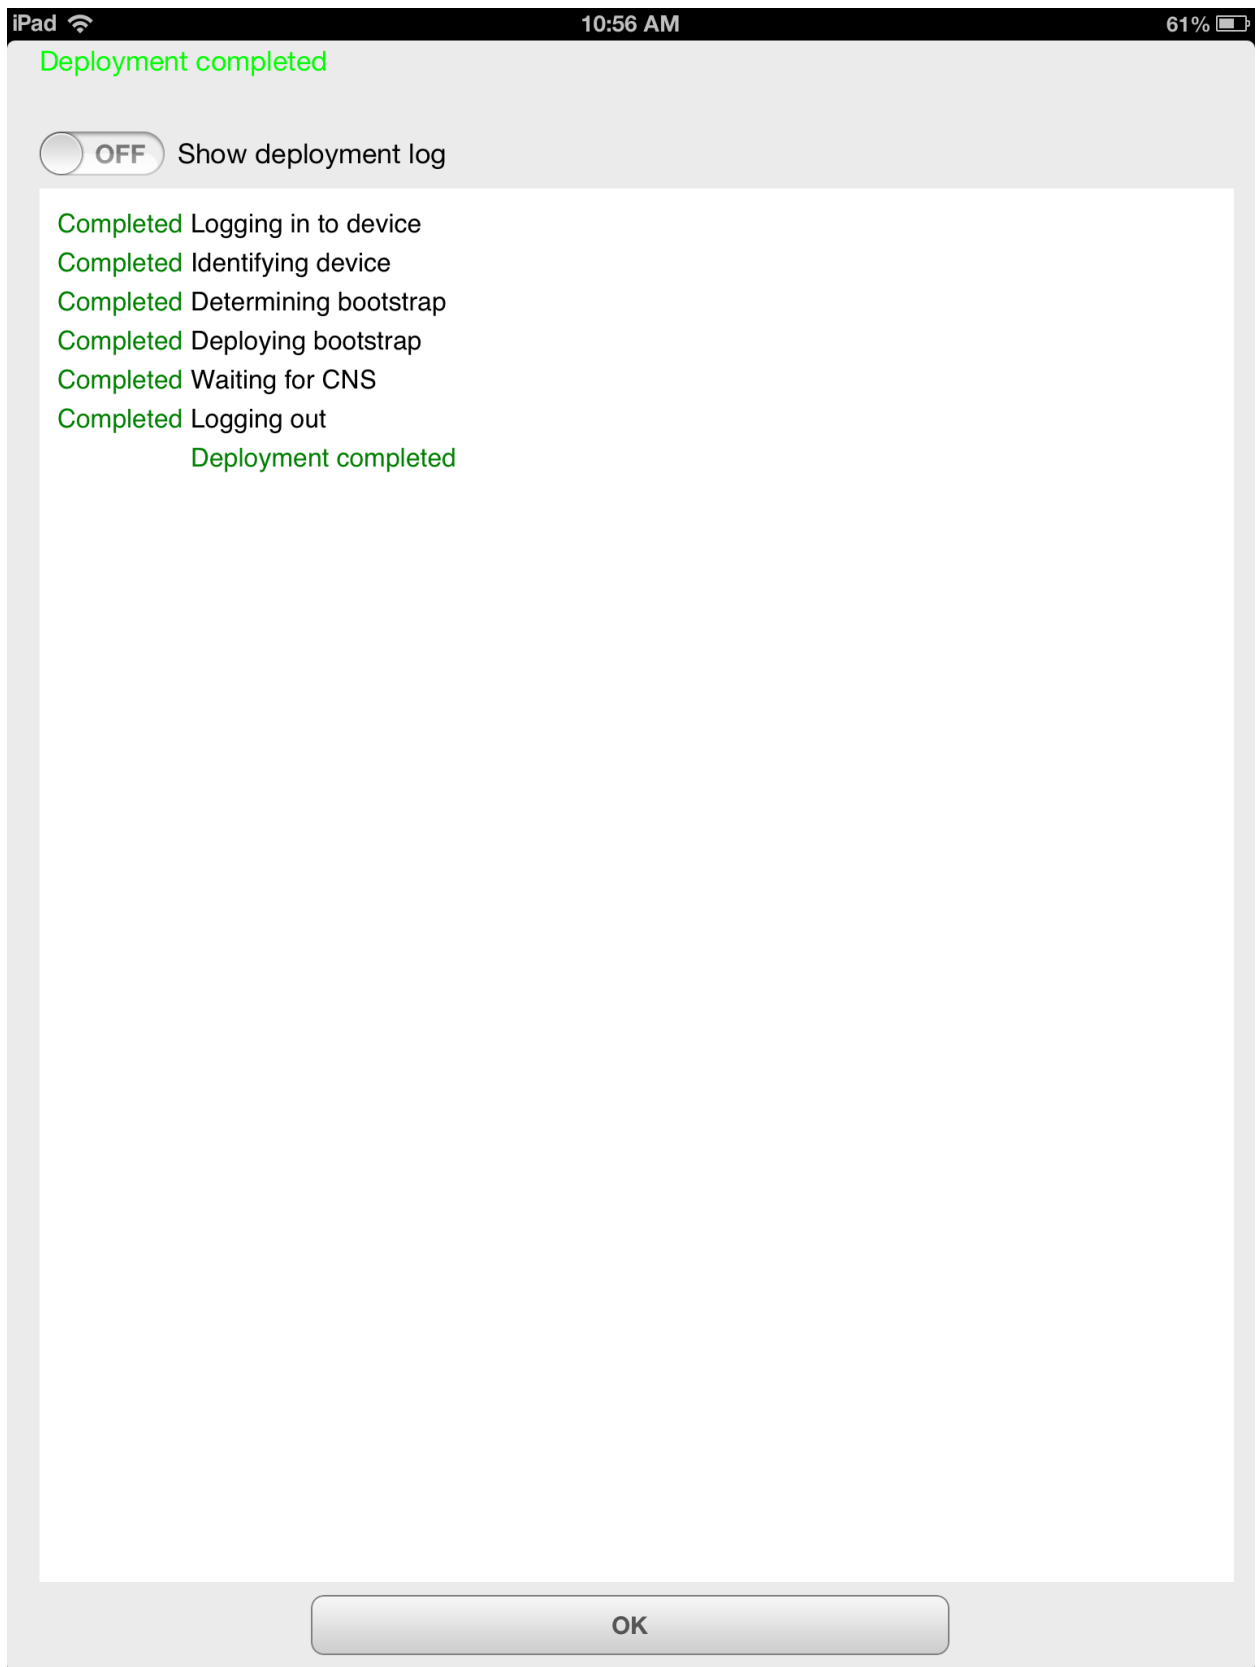 iPad 10:56 AM 61%
Deployment completed
OFF Show deployment log
Completed Logging in to device
Completed Identifying device
Completed Determining bootstrap
Completed Deploying bootstrap
Completed Waiting for CNS
Completed Logging out
Deployment completed
OK